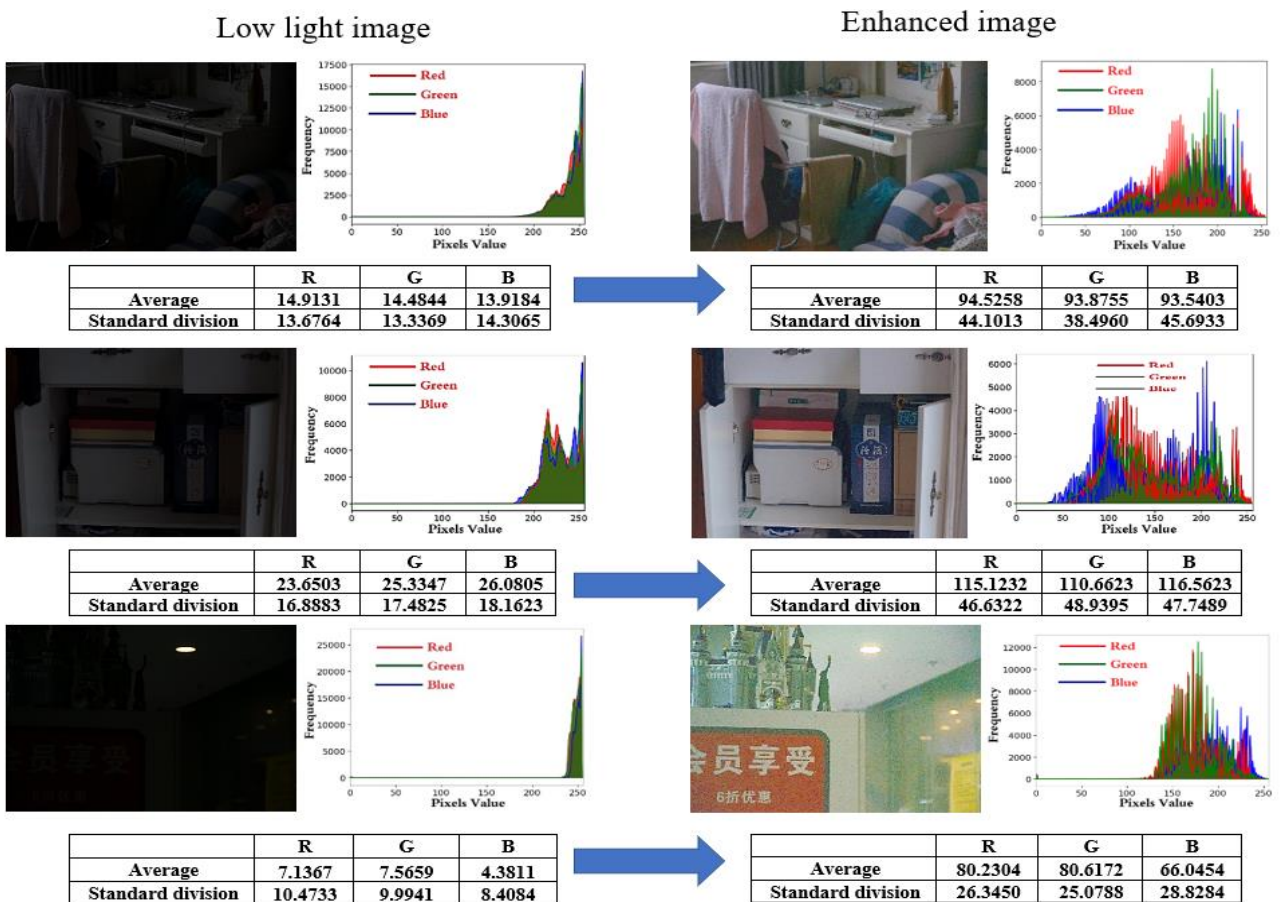 Low light image
Enhanced image
17500
15000
12500
10000
7500
5000
2500
0
Frequency
Red
Green
Blue
0 50 100 150 200 250
Pixels Value
8000
6000
4000
2000
0
Frequency
Red
Green
Blue
0 50 100 150 200 250
Pixels Value
R G B
Average 14.9131 14.4844 13.9184
Standard division 13.6764 13.3369 14.3065
R G B
Average 94.5258 93.8755 93.5403
Standard division 44.1013 38.4960 45.6933
10000
8000
6000
4000
2000
0
Frequency
Red
Green
Blue
0 50 100 150 200 250
Pixels Value
6000
5000
4000
3000
2000
1000
0
Frequency
Red
Green
Blue
0 50 100 150 200 250
Pixels Value
R G B
Average 23.6503 25.3347 26.0805
Standard division 16.8883 17.4825 18.1623
R G B
Average 115.1232 110.6623 116.5623
Standard division 46.6322 48.9395 47.7489
员享受
25000
20000
15000
10000
5000
0
Frequency
Red
Green
Blue
0 50 100 150 200 250
Pixels Value
会员享受
6折优惠
12000
10000
8000
6000
4000
2000
0
Frequency
Red
Green
Blue
0 50 100 150 200 250
Pixels Value
R G B
Average 7.1367 7.5659 4.3811
Standard division 10.4733 9.9941 8.4084
R G B
Average 80.2304 80.6172 66.0454
Standard division 26.3450 25.0788 28.8284